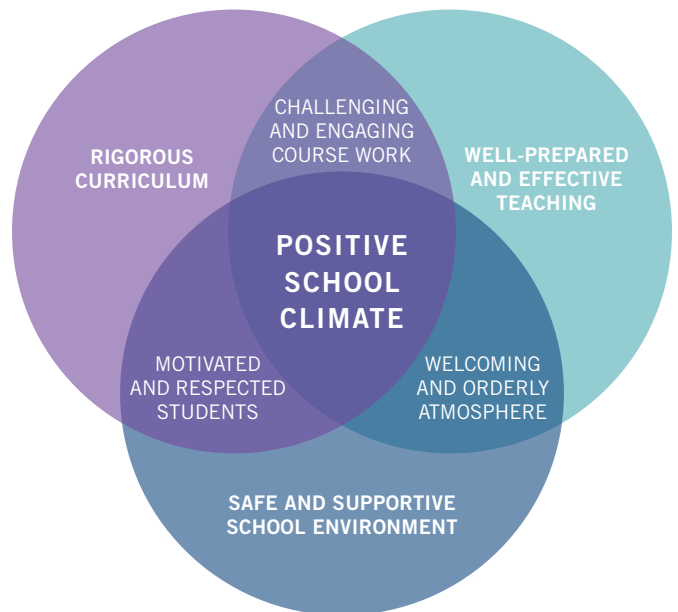 CHALLENGING
AND ENGAGING
COURSE WORK
RIGOROUS
CURRICULUM
WELL-PREPARED
AND EFFECTIVE
TEACHING
POSITIVE
SCHOOL
CLIMATE
MOTIVATED
AND RESPECTED
STUDENTS
WELCOMING
AND ORDERLY
ATMOSPHERE
SAFE AND SUPPORTIVE
SCHOOL ENVIRONMENT